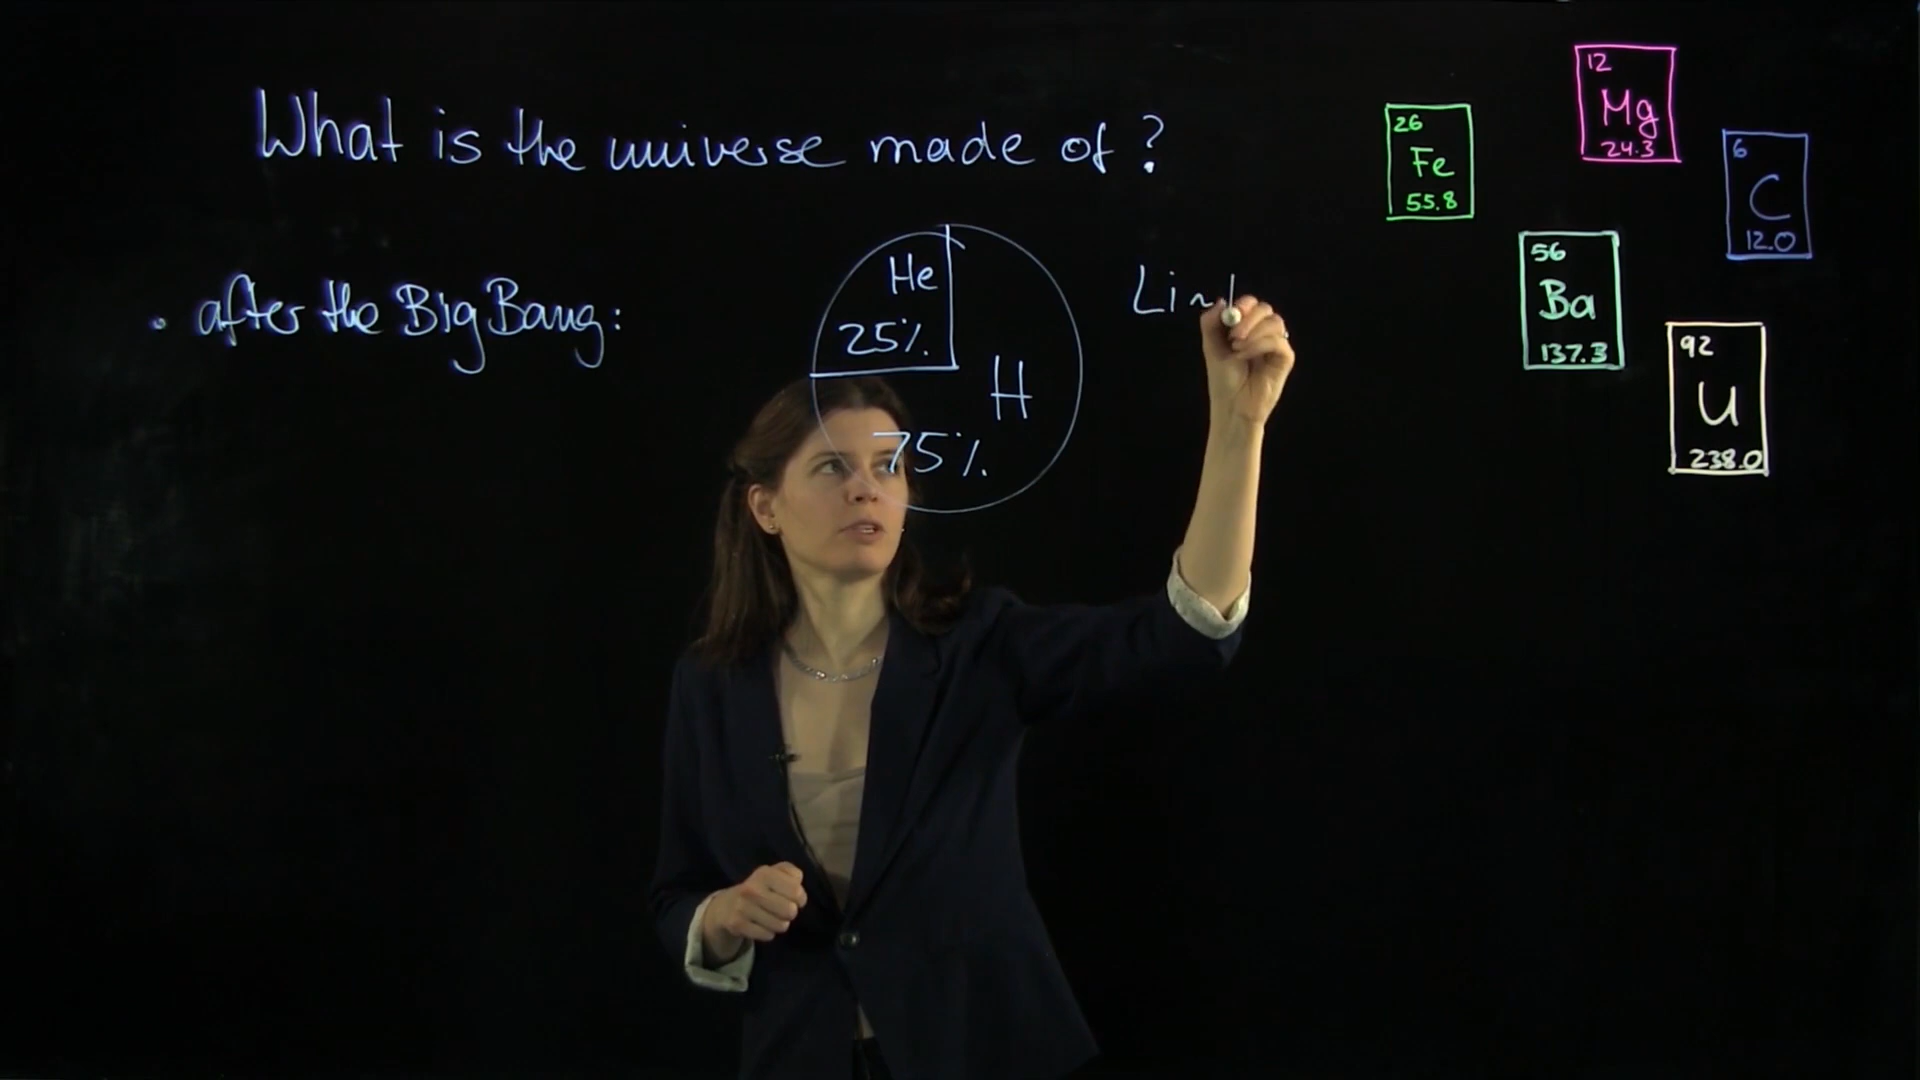 What is the universe made of?
• after the Big Bang:
He
25%
H
75%
Li ~
26
Fe
55.8
12
Mg
24.3
6
C
12.0
56
Ba
137.3
92
U
238.0